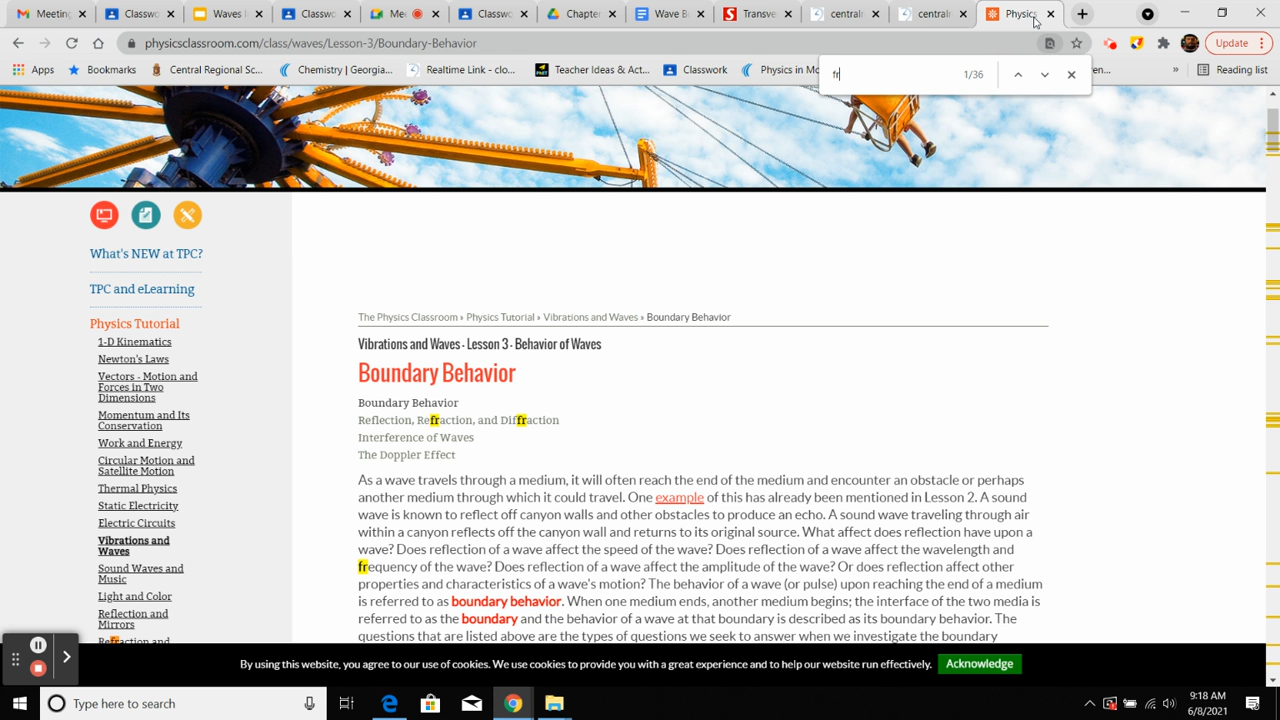 Meeting
Classwo
Waves In
Classwo
Mee
Classwo
Chapter
Wave Be
Transve
centraln
centraln
Physics
physicsclassroom.com/class/waves/Lesson-3/Boundary-Behavior
Update
Apps
Bookmarks
Central Regional Sc...
Chemistry | Georgia...
Realtime Link - clo...
Teacher Ideas & Act...
Classwork
Physics in Mo
en...
»
Reading list
fr
1/36
What's NEW at TPC?
TPC and eLearning
Physics Tutorial
1-D Kinematics
Newton's Laws
Vectors - Motion and
Forces in Two
Dimensions
Momentum and Its
Conservation
Work and Energy
Circular Motion and
Satellite Motion
Thermal Physics
Static Electricity
Electric Circuits
Vibrations and
Waves
Sound Waves and
Music
Light and Color
Reflection and
Mirrors
Refraction and
The Physics Classroom » Physics Tutorial » Vibrations and Waves » Boundary Behavior
Vibrations and Waves - Lesson 3 - Behavior of Waves
Boundary Behavior
Boundary Behavior
Reflection, Refraction, and Diffraction
Interference of Waves
The Doppler Effect
As a wave travels through a medium, it will often reach the end of the medium and encounter an obstacle or perhaps
another medium through which it could travel. One example of this has already been mentioned in Lesson 2. A sound
wave is known to reflect off canyon walls and other obstacles to produce an echo. A sound wave traveling through air
within a canyon reflects off the canyon wall and returns to its original source. What affect does reflection have upon a
wave? Does reflection of a wave affect the speed of the wave? Does reflection of a wave affect the wavelength and
frequency of the wave? Does reflection of a wave affect the amplitude of the wave? Or does reflection affect other
properties and characteristics of a wave's motion? The behavior of a wave (or pulse) upon reaching the end of a medium
is referred to as boundary behavior. When one medium ends, another medium begins; the interface of the two media is
referred to as the boundary and the behavior of a wave at that boundary is described as its boundary behavior. The
questions that are listed above are the types of questions we seek to answer when we investigate the boundary
By using this website, you agree to our use of cookies. We use cookies to provide you with a great experience and to help our website run effectively.
Acknowledge
Type here to search
9:18 AM
6/8/2021